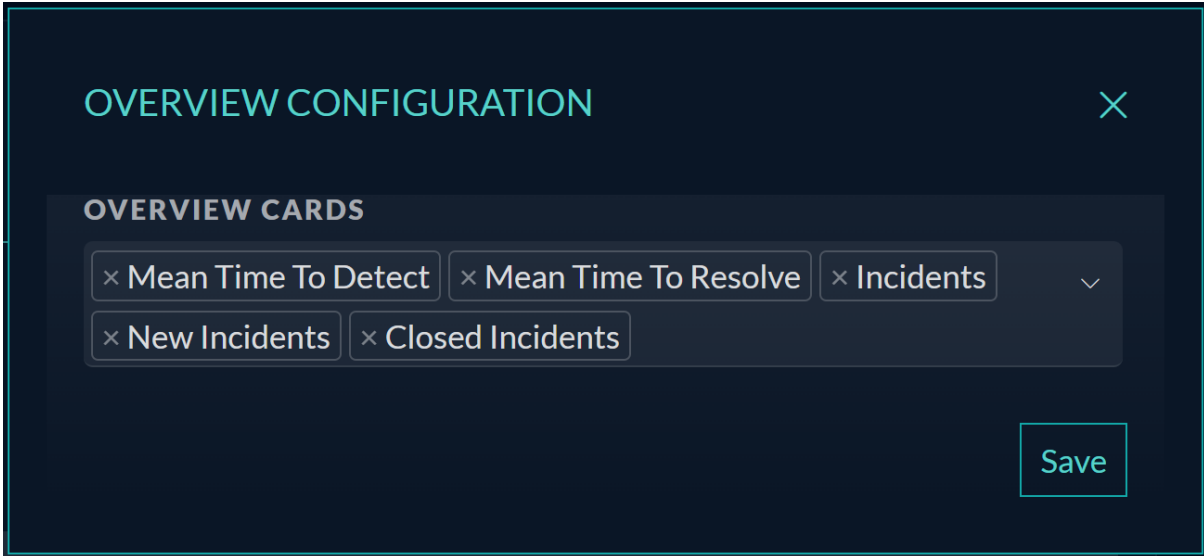 OVERVIEW CONFIGURATION
OVERVIEW CARDS
× Mean Time To Detect × Mean Time To Resolve × Incidents
× New Incidents × Closed Incidents
Save